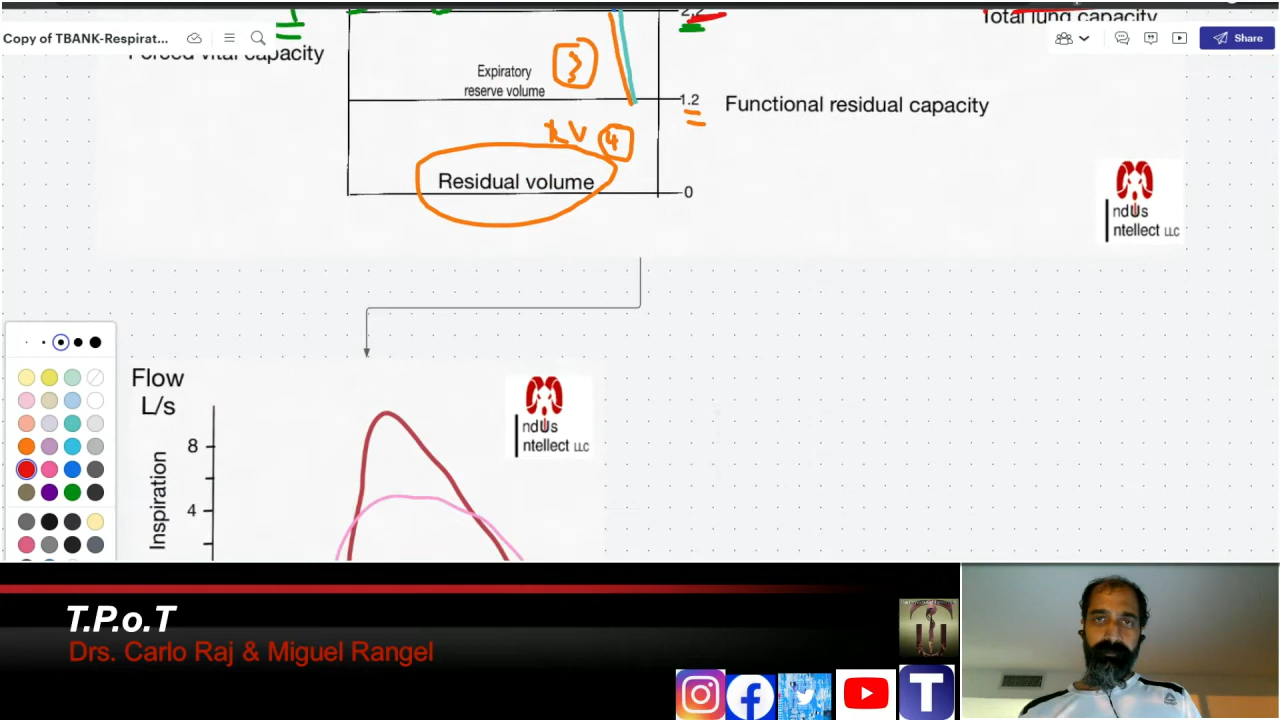 1
2.2
Total lung capacity
Copy of TBANK-Respirat...
Share
Forced vital capacity
Expiratory
reserve volume
3
1.2
Functional residual capacity
RV 4
Residual volume
0
ndUs
ntellect LLC
Flow
L/s
ndUs
ntellect LLC
8
4
Inspiration
T.P.o.T
Drs. Carlo Raj & Miguel Rangel
T